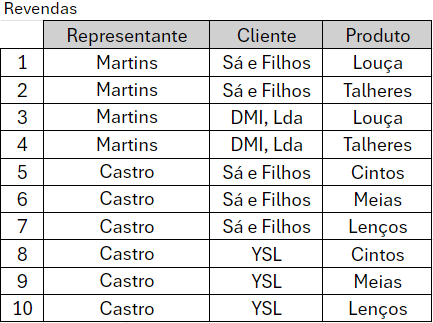 Revendas
Representante Cliente Produto
1 Martins Sá e Filhos Louça
2 Martins Sá e Filhos Talheres
3 Martins DMI, Lda Louça
4 Martins DMI, Lda Talheres
5 Castro Sá e Filhos Cintos
6 Castro Sá e Filhos Meias
7 Castro Sá e Filhos Lenços
8 Castro YSL Cintos
9 Castro YSL Meias
10 Castro YSL Lenços